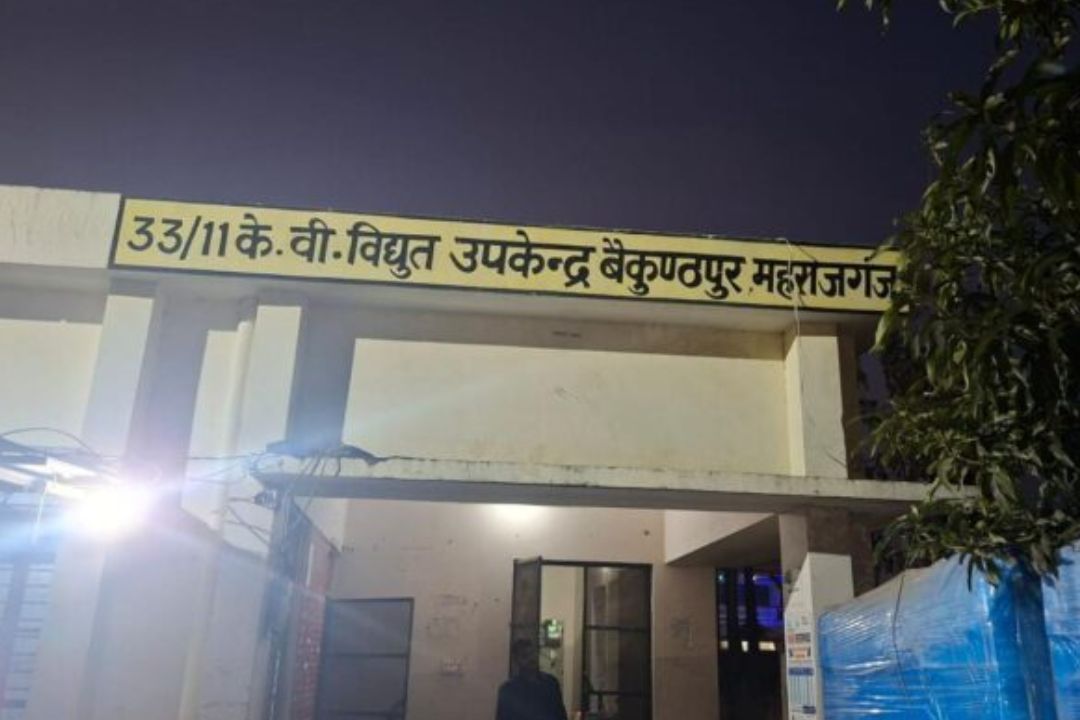 33/11 के. वी. विद्युत उपकेन्द्र बैकुण्ठपुर महराजगंज